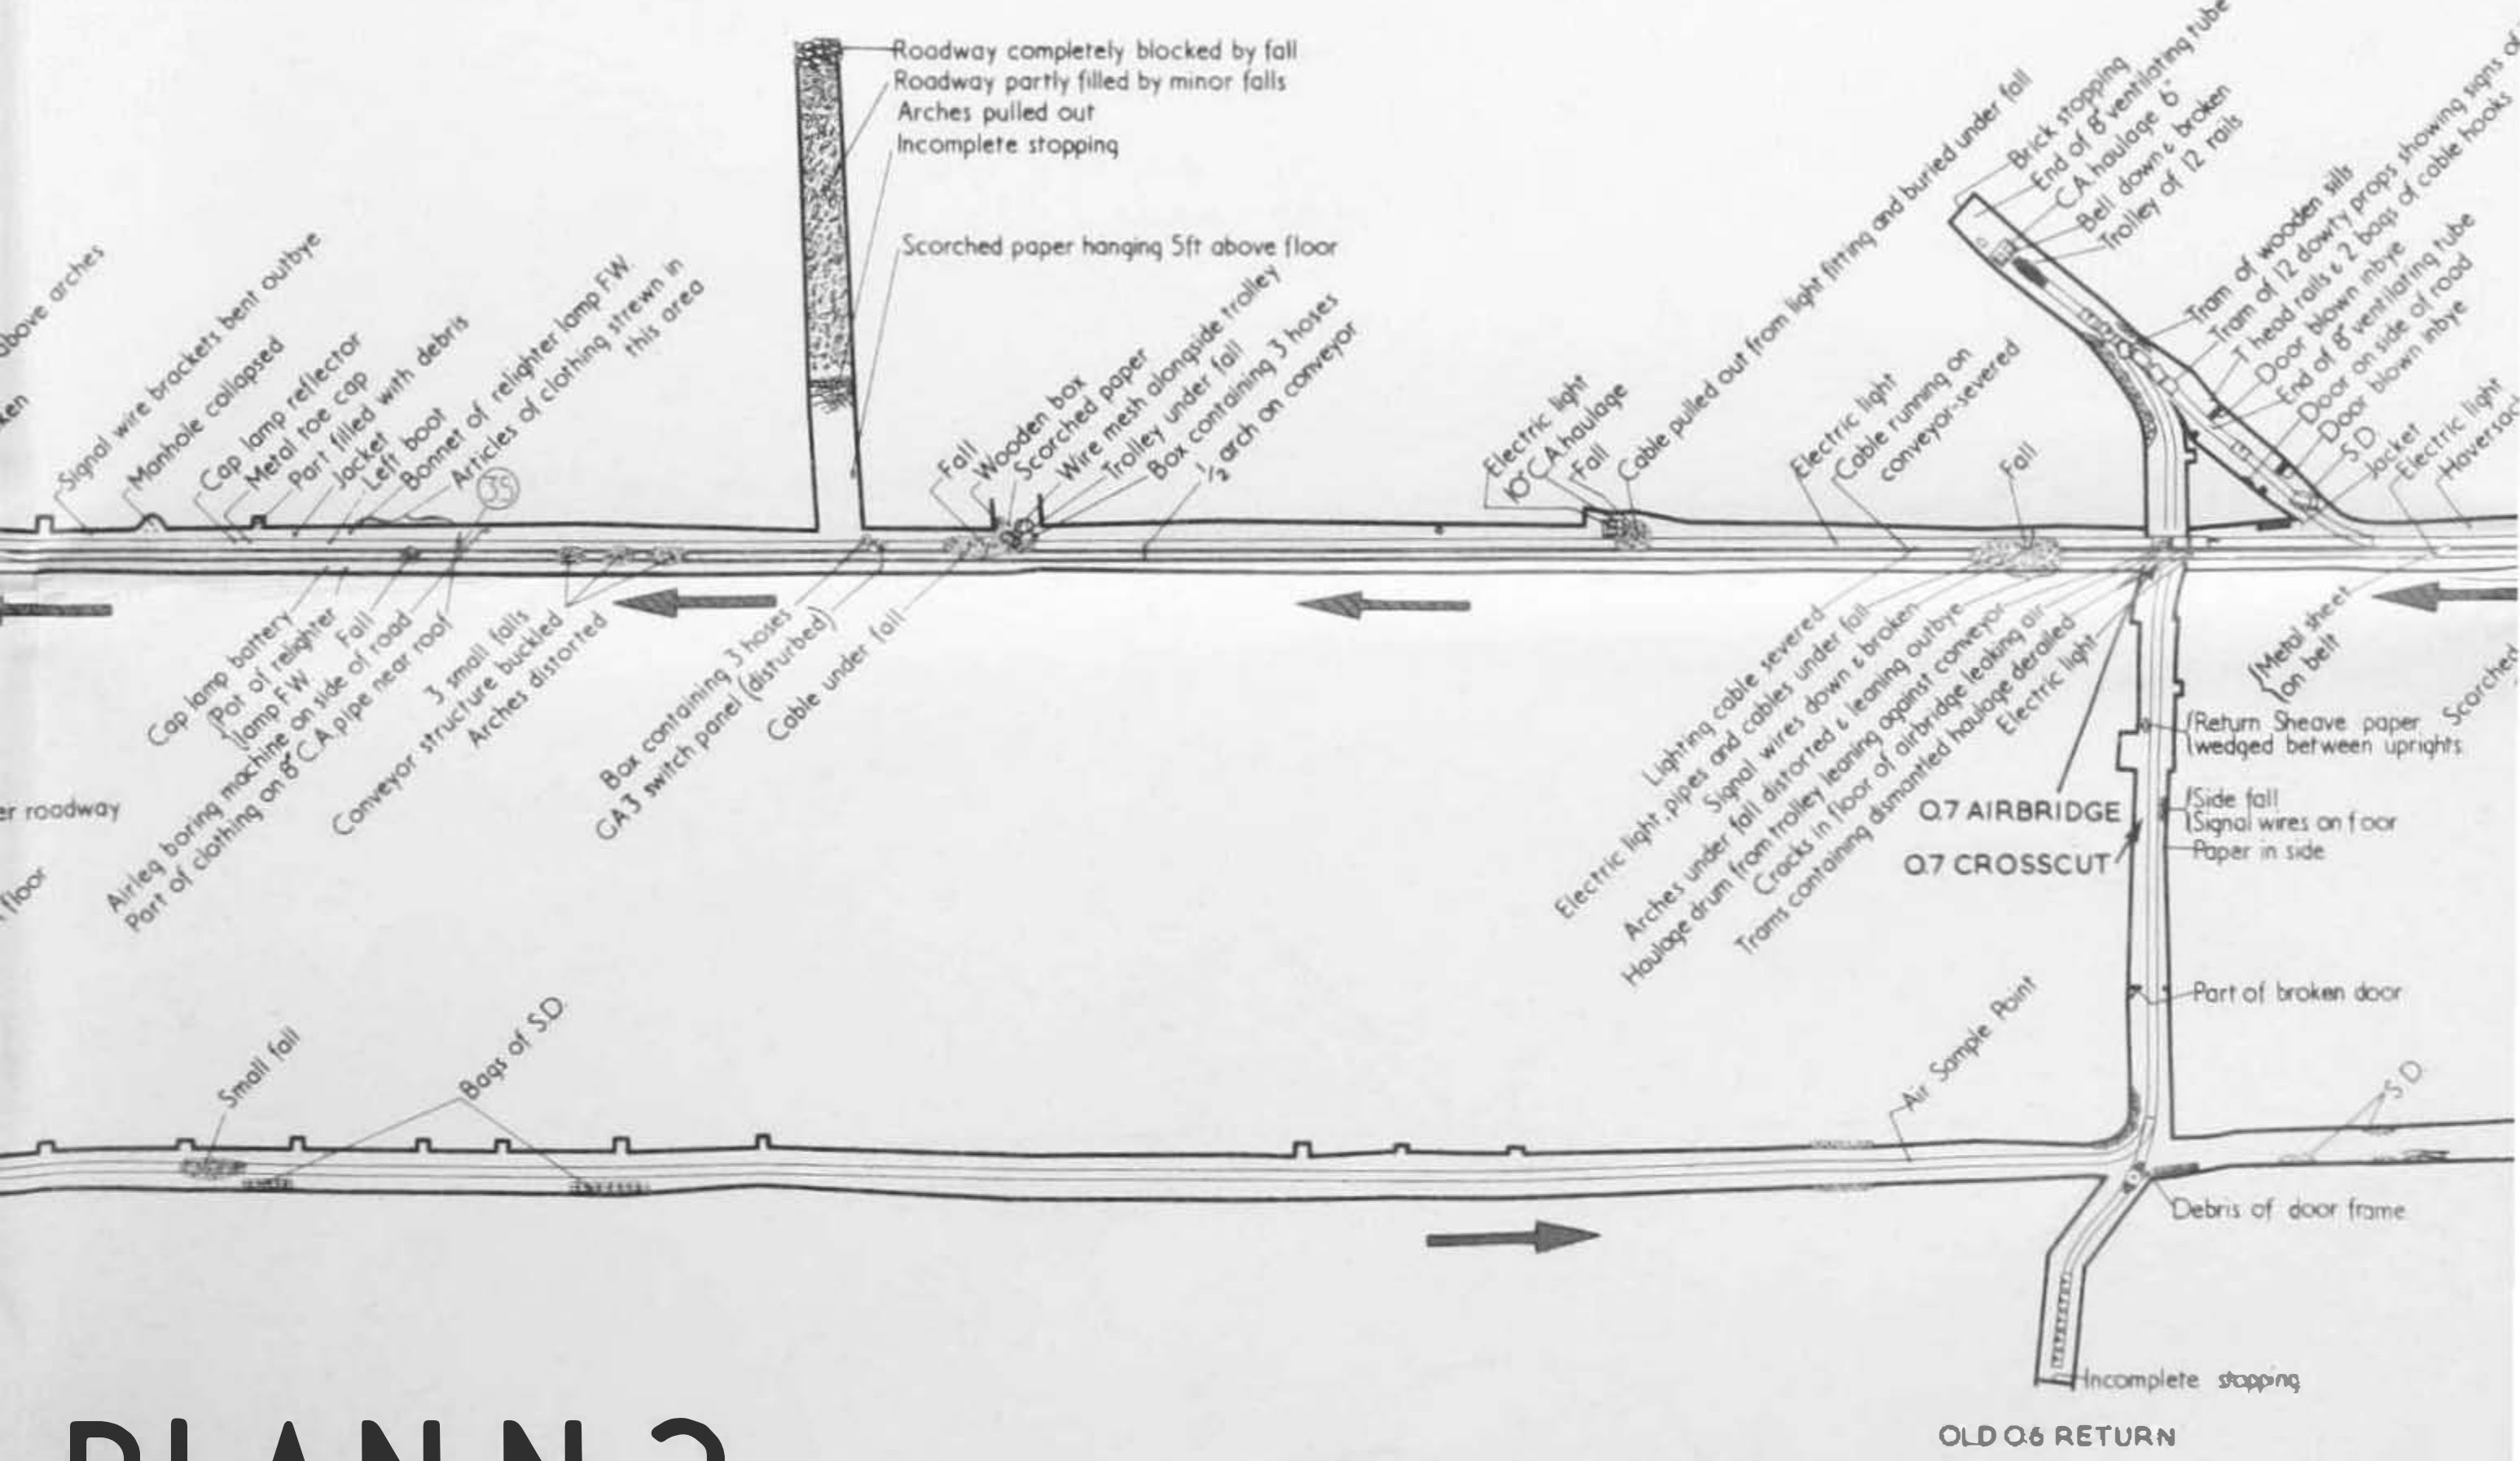 Roadway completely blocked by fall
Roadway partly filled by minor falls
Arches pulled out
Incomplete stopping
Scorched paper hanging 5ft above floor
above arches
Signal wire brackets bent outbye
Manhole collapsed
Cap lamp reflector
Metal toe cap
Part filled with debris
Jacket
Left boot
Bonnet of relighter lamp F.W.
Articles of clothing strewn in
this area
35
Fall
Wooden box
Scorched paper
Wire mesh alongside trolley
Trolley under fall
Box containing 3 hoses
½ arch on conveyor
Electric light
10" C.A haulage
Fall
Cable pulled out from light fitting and buried under fall
Electric light
Cable running on
conveyor-severed
Fall
Brick stopping
End of 8" ventilating tube
C.A. haulage 6"
Bell down & broken
Trolley of 12 rails
Tram of wooden sills
Tram of 12 dowty props showing signs of
T head rails & 2 bags of cable hooks
Door blown inbye
End of 8" ventilating tube
Door on side of road
Door blown inbye
S.D
Jacket
Electric light
Cap lamp battery
Pot of relighter
lamp F.W
Fall
Airleg boring machine on side of road
Part of clothing on 8" C.A pipe near roof
3 small falls
Conveyor structure buckled
Arches distorted
Box containing 3 hoses
GA3 switch panel (disturbed)
Cable under fall
Lighting cable severed
Electric light, pipes and cables under fall
Signal wires down & broken
Arches under fall distorted & leaning outbye
Haulage drum from trolley leaning against conveyor
Cracks in floor of airbridge leaking air
Trams containing dismantled haulage derailed
Electric light
Metal sheet
on belt
Scorched
er roadway
floor
Return Sheave paper
wedged between uprights
Q.7 AIRBRIDGE
Side fall
Signal wires on floor
Paper in side
Q.7 CROSSCUT
Part of broken door
Small fall
Bags of S.D.
Air Sample Point
S.D.
Debris of door frame
Incomplete stopping
OLD Q.6 RETURN